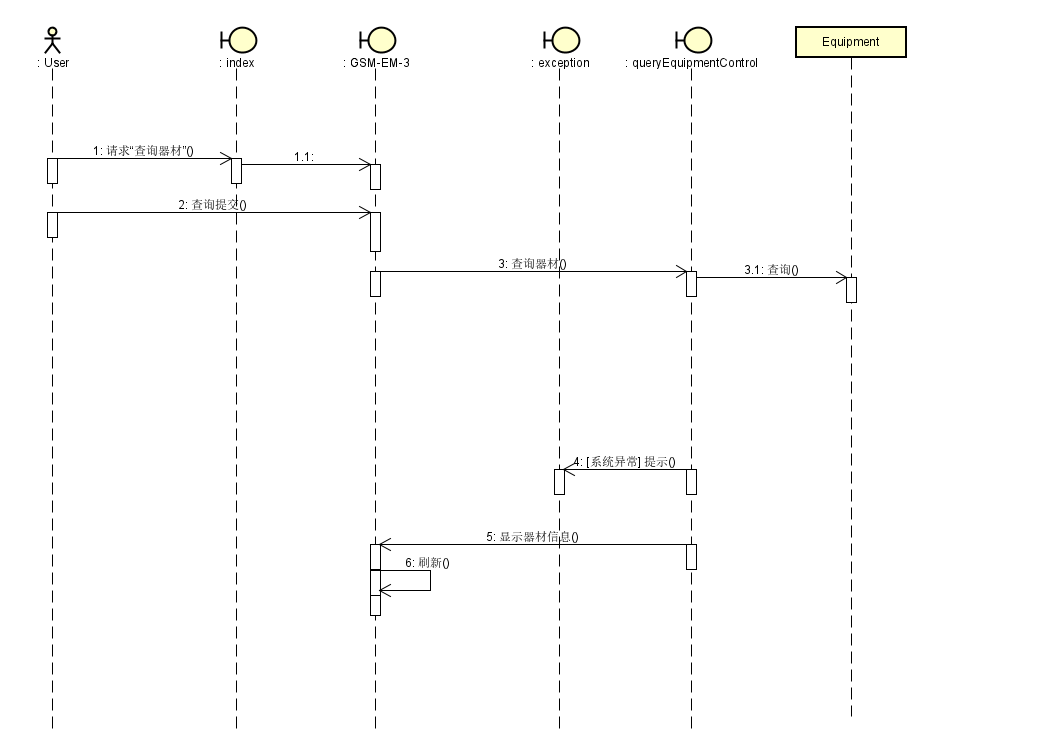 : User
: index
: GSM-EM-3
: exception
: queryEquipmentControl
Equipment
1: 请求“查询器材”()
1.1:
2: 查询提交()
3: 查询器材()
3.1: 查询()
4: [系统异常] 提示()
5: 显示器材信息()
6: 刷新()